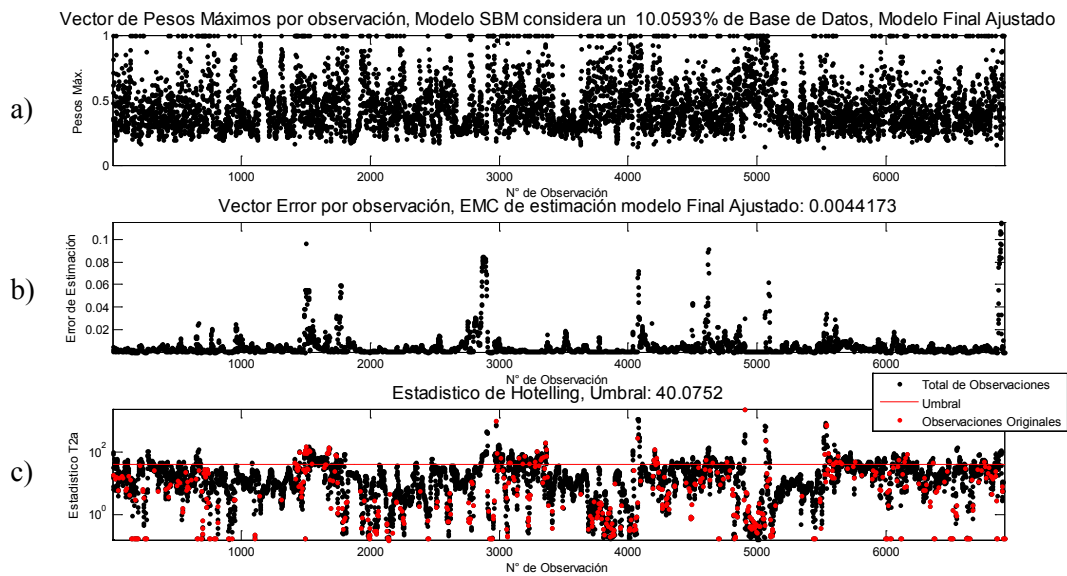 Vector de Pesos Máximos por observación, Modelo SBM considera un 10.0593% de Base de Datos, Modelo Final Ajustado
a)
Pesos Máx.
1
0.5
0
1000 2000 3000 4000 5000 6000
N° de Observación
Vector Error por observación, EMC de estimación modelo Final Ajustado: 0.0044173
b)
Error de Estimación
0.1
0.08
0.06
0.04
0.02
1000 2000 3000 4000 5000 6000
N° de Observación
Estadistico de Hotelling, Umbral: 40.0752
Total de Observaciones
Umbral
Observaciones Originales
c)
Estadistico T2a
10²
10⁰
1000 2000 3000 4000 5000 6000
N° de Observación